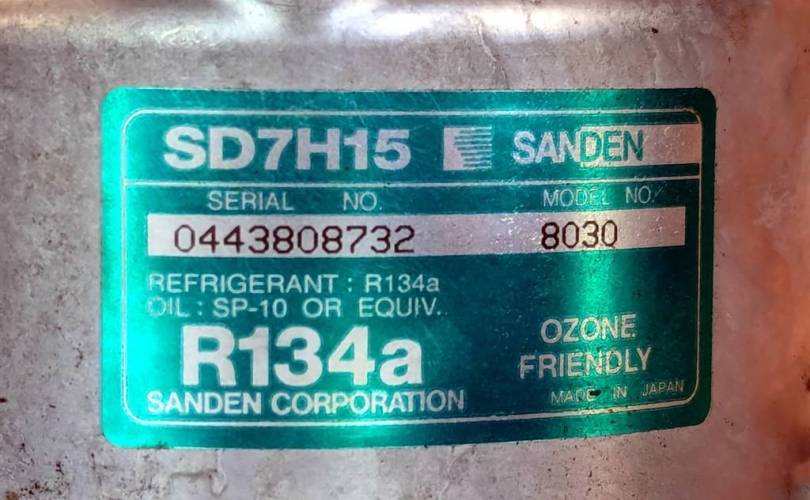 SD7H15 SANDEN
SERIAL NO. MODEL NO.
0443808732 8030
REFRIGERANT : R134a
OIL : SP-10 OR EQUIV.
R134a
SANDEN CORPORATION
OZONE
FRIENDLY
MADE IN JAPAN